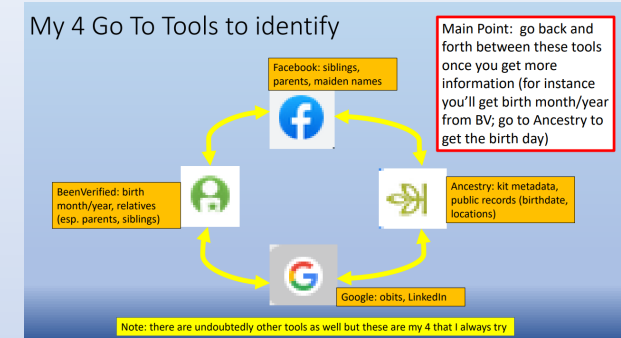 My 4 Go To Tools to identify
Main Point:  go back and
forth between these tools
once you get more
information (for instance
you'll get birth month/year
from BV; go to Ancestry to
get the birth day)
Facebook: siblings,
parents, maiden names
BeenVerified: birth
month/year, relatives
(esp. parents, siblings)
Ancestry: kit metadata,
public records (birthdate,
locations)
Google: obits, LinkedIn
Note: there are undoubtedly other tools as well but these are my 4 that I always try